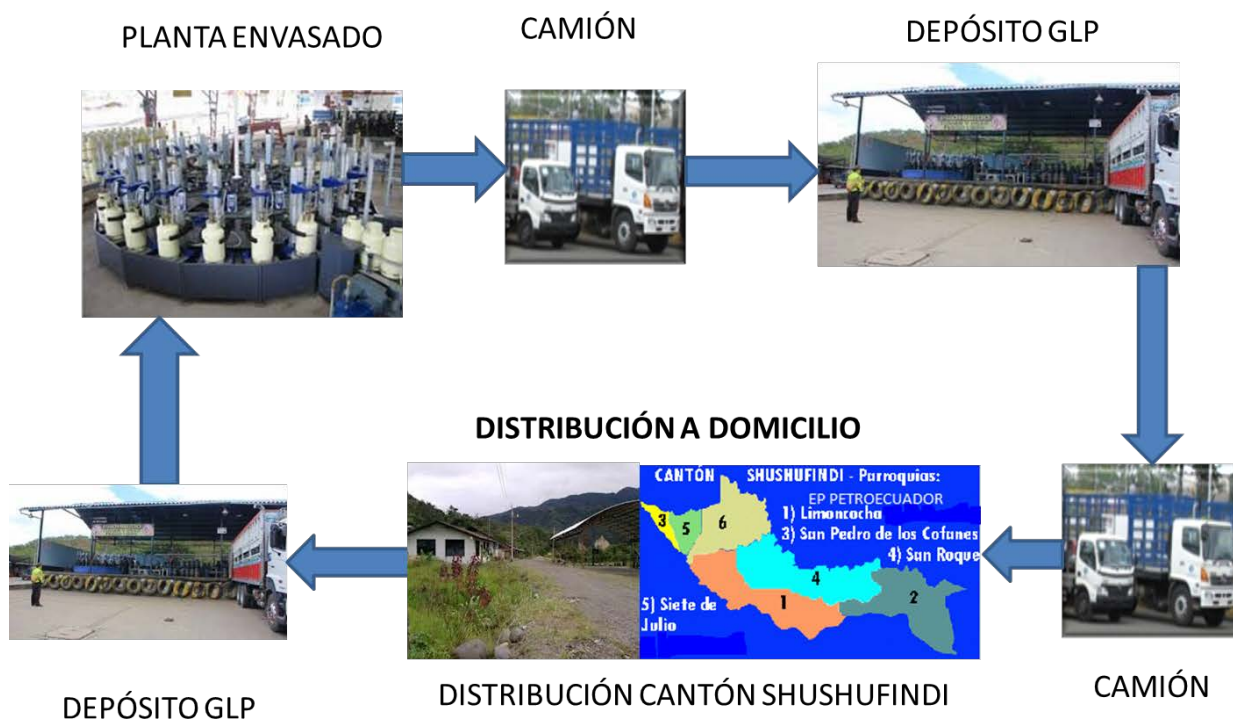 PLANTA ENVASADO
CAMIÓN
DEPÓSITO GLP
DISTRIBUCIÓN A DOMICILIO
CANTÓN SHUSHUFINDI - Parroquias:
EP PETROECUADOR
1) Limoncocha
3) San Pedro de los Cofanes
4) San Roque
5) Siete de
Julio
3
5
6
4
1
2
DEPÓSITO GLP
DISTRIBUCIÓN CANTÓN SHUSHUFINDI
CAMIÓN